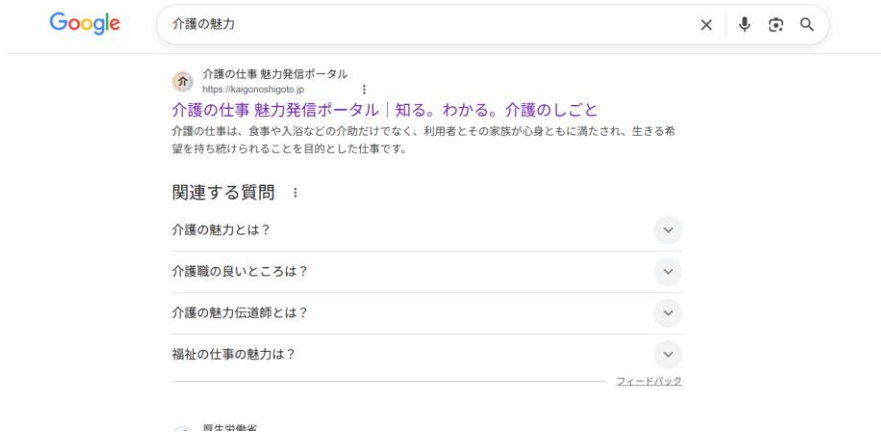 Google
介護の魅力
介護の仕事 魅力発信ポータル
https://kaigonoshigoto.jp
介護の仕事 魅力発信ポータル｜知る。わかる。介護のしごと
介護の仕事は、食事や入浴などの介助だけでなく、利用者とその家族が心身ともに満たされ、生きる希
望を持ち続けられることを目的とした仕事です。
関連する質問
介護の魅力とは？
介護職の良いところは？
介護の魅力伝道師とは？
福祉の仕事の魅力は？
フィードバック
厚生労働省